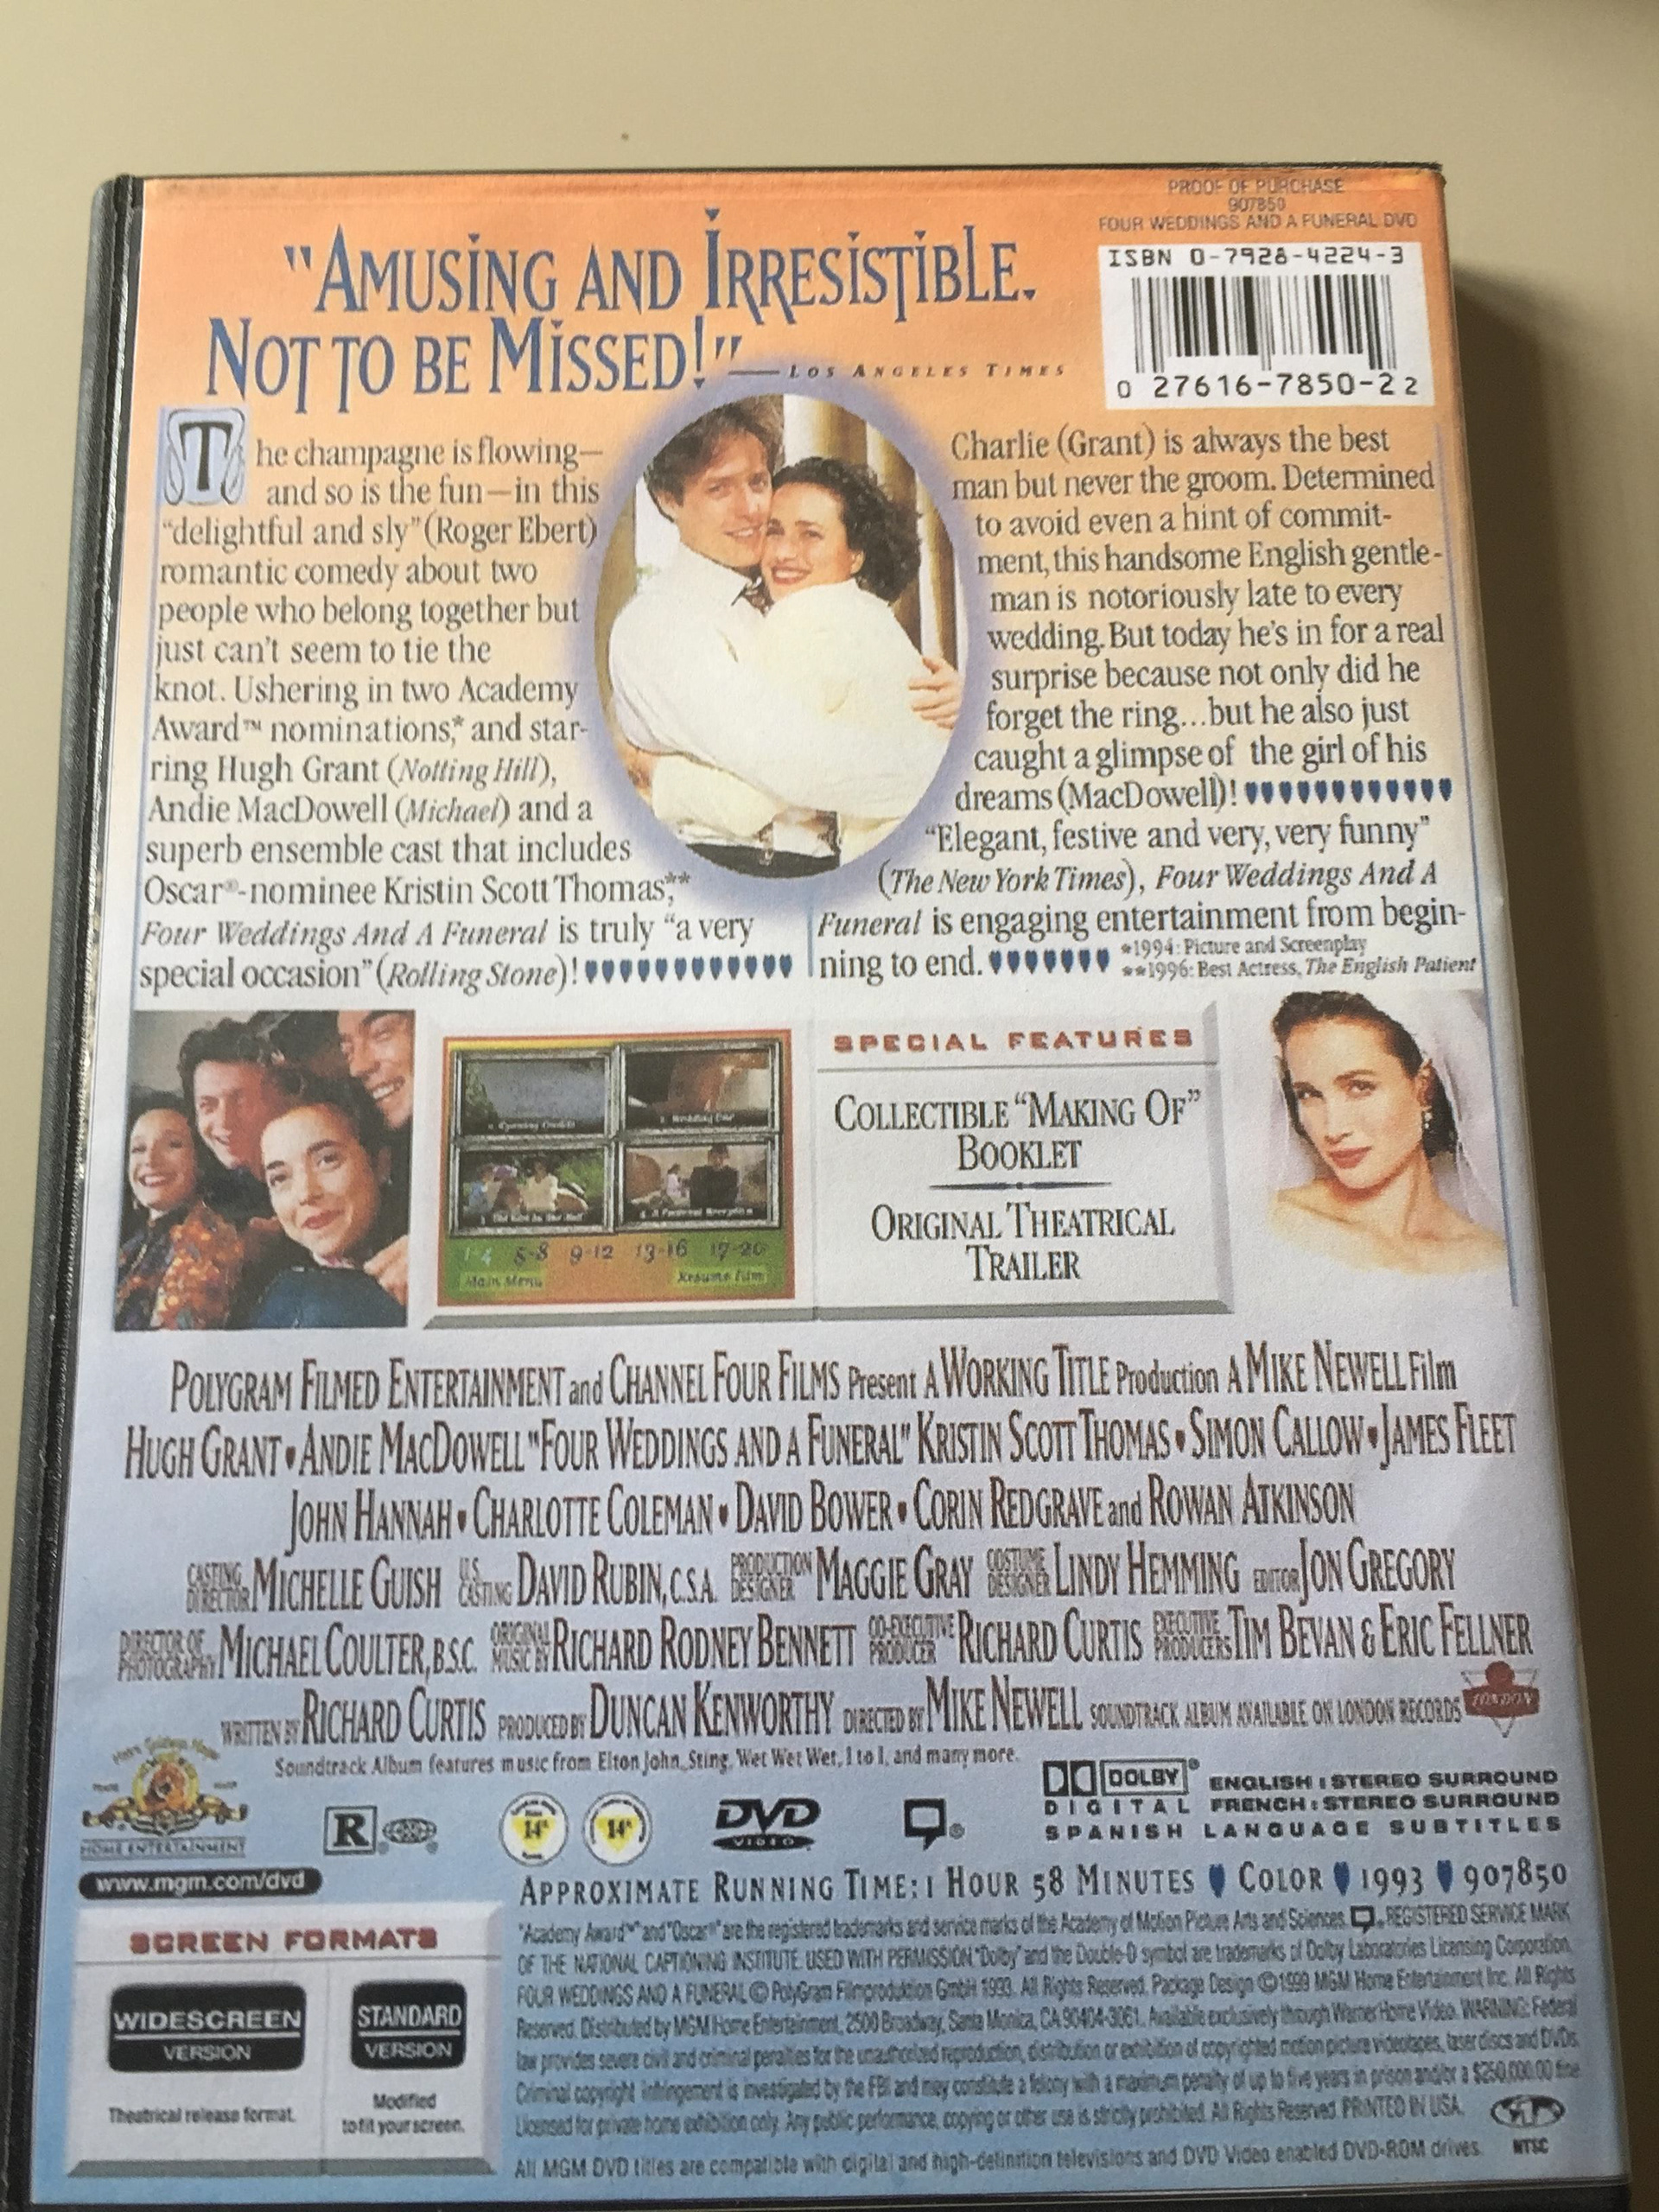 PROOF OF PURCHASE
907850
FOUR WEDDINGS AND A FUNERAL DVD
ISBN 0-7928-4224-3
0 27616-7850-2 2
"AMUSING AND IRRESISTIBLE.
NOT TO BE MISSED!"
— LOS ANGELES TIMES
The champagne is flowing—
and so is the fun—in this
"delightful and sly" (Roger Ebert)
romantic comedy about two
people who belong together but
just can't seem to tie the
knot. Ushering in two Academy
Award™ nominations,* and star-
ring Hugh Grant (Notting Hill),
Andie MacDowell (Michael) and a
superb ensemble cast that includes
Oscar®-nominee Kristin Scott Thomas,**
Four Weddings And A Funeral is truly "a very
special occasion" (Rolling Stone)!
Charlie (Grant) is always the best
man but never the groom. Determined
to avoid even a hint of commit-
ment, this handsome English gentle-
man is notoriously late to every
wedding. But today he's in for a real
surprise because not only did he
forget the ring...but he also just
caught a glimpse of the girl of his
dreams (MacDowell)!
"Elegant, festive and very, very funny"
(The New York Times), Four Weddings And A
Funeral is engaging entertainment from begin-
ning to end.
*1994: Picture and Screenplay
**1996: Best Actress, The English Patient
1-4 5-8 9-12 13-16 17-20
Main Menu Resume Film
SPECIAL FEATURES
COLLECTIBLE "MAKING OF"
BOOKLET
ORIGINAL THEATRICAL
TRAILER
POLYGRAM FILMED ENTERTAINMENT and CHANNEL FOUR FILMS Present A WORKING TITLE Production A MIKE NEWELL Film
HUGH GRANT • ANDIE MACDOWELL "FOUR WEDDINGS AND A FUNERAL" KRISTIN SCOTT THOMAS • SIMON CALLOW • JAMES FLEET
JOHN HANNAH • CHARLOTTE COLEMAN • DAVID BOWER • CORIN REDGRAVE and ROWAN ATKINSON
CASTING DIRECTOR MICHELLE GUISH U.S. CASTING DAVID RUBIN, C.S.A. PRODUCTION DESIGNER MAGGIE GRAY COSTUME DESIGNER LINDY HEMMING EDITOR JON GREGORY
DIRECTOR OF PHOTOGRAPHY MICHAEL COULTER, B.S.C. ORIGINAL MUSIC BY RICHARD RODNEY BENNETT CO-EXECUTIVE PRODUCER RICHARD CURTIS EXECUTIVE PRODUCERS TIM BEVAN & ERIC FELLNER
WRITTEN BY RICHARD CURTIS PRODUCED BY DUNCAN KENWORTHY DIRECTED BY MIKE NEWELL SOUNDTRACK ALBUM AVAILABLE ON LONDON RECORDS
LONDON
Soundtrack Album features music from Elton John, Sting, Wet Wet Wet, 1 to 1, and many more.
HOME ENTERTAINMENT
www.mgm.com/dvd
R
14A
14A
DVD
VIDEO
DOLBY
DIGITAL
ENGLISH: STEREO SURROUND
FRENCH: STEREO SURROUND
SPANISH LANGUAGE SUBTITLES
APPROXIMATE RUNNING TIME: 1 HOUR 58 MINUTES COLOR 1993 907850
SCREEN FORMATS
WIDESCREEN
VERSION
Theatrical release format.
STANDARD
VERSION
Modified
to fit your screen.
"Academy Award®" and "Oscar®" are the registered trademarks and service marks of the Academy of Motion Picture Arts and Sciences. REGISTERED SERVICE MARK
OF THE NATIONAL CAPTIONING INSTITUTE. USED WITH PERMISSION. "Dolby" and the Double-D symbol are trademarks of Dolby Laboratories Licensing Corporation.
FOUR WEDDINGS AND A FUNERAL © PolyGram Filmproduktion GmbH 1993. All Rights Reserved. Package Design © 1999 MGM Home Entertainment Inc. All Rights
Reserved. Distributed by MGM Home Entertainment, 2500 Broadway, Santa Monica, CA 90404-3061. Available exclusively through Warner Home Video. WARNING: Federal
law provides severe civil and criminal penalties for the unauthorized reproduction, distribution or exhibition of copyrighted motion picture videotapes, laser discs and DVDs.
Criminal copyright infringement is investigated by the FBI and may constitute a felony with a maximum penalty of up to five years in prison and/or a $250,000.00 fine.
Licensed for private home exhibition only. Any public performance, copying or other use is strictly prohibited. All Rights Reserved. PRINTED IN USA.
All MGM DVD titles are compatible with digital and high-definition televisions and DVD Video enabled DVD-ROM drives.
NTSC